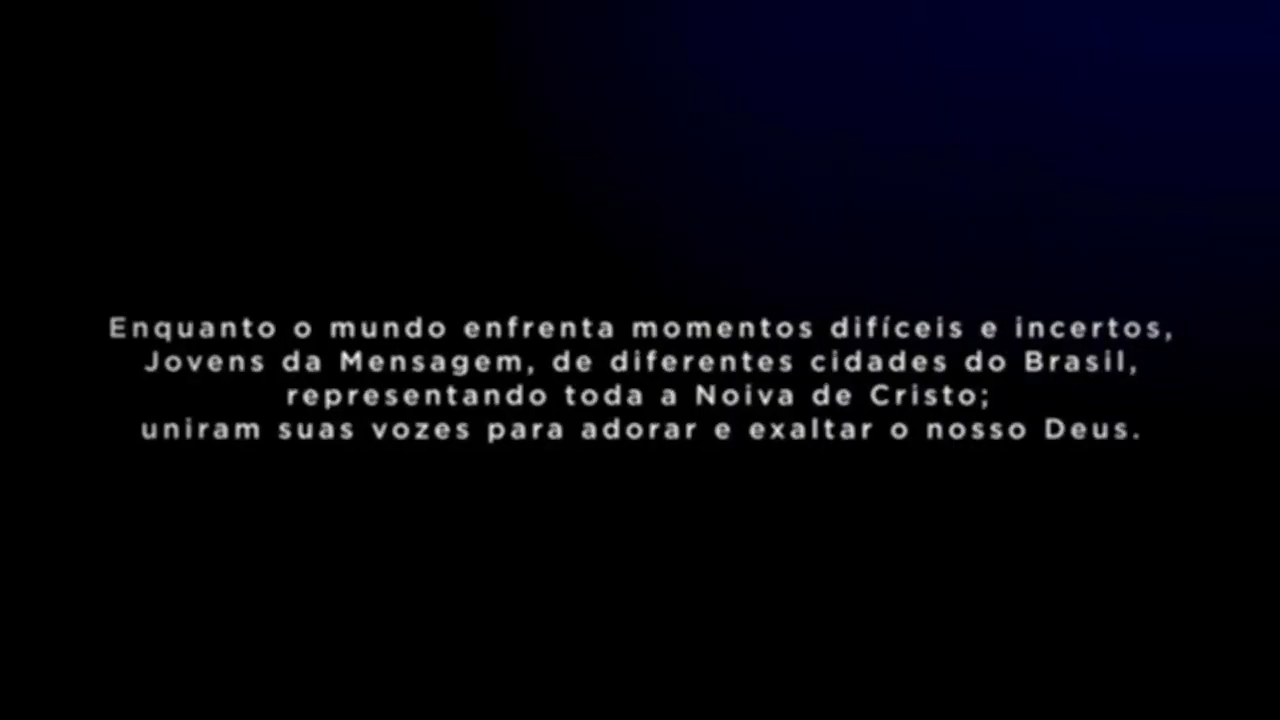 Enquanto o mundo enfrenta momentos difíceis e incertos,
Jovens da Mensagem, de diferentes cidades do Brasil,
representando toda a Noiva de Cristo;
uniram suas vozes para adorar e exaltar o nosso Deus.